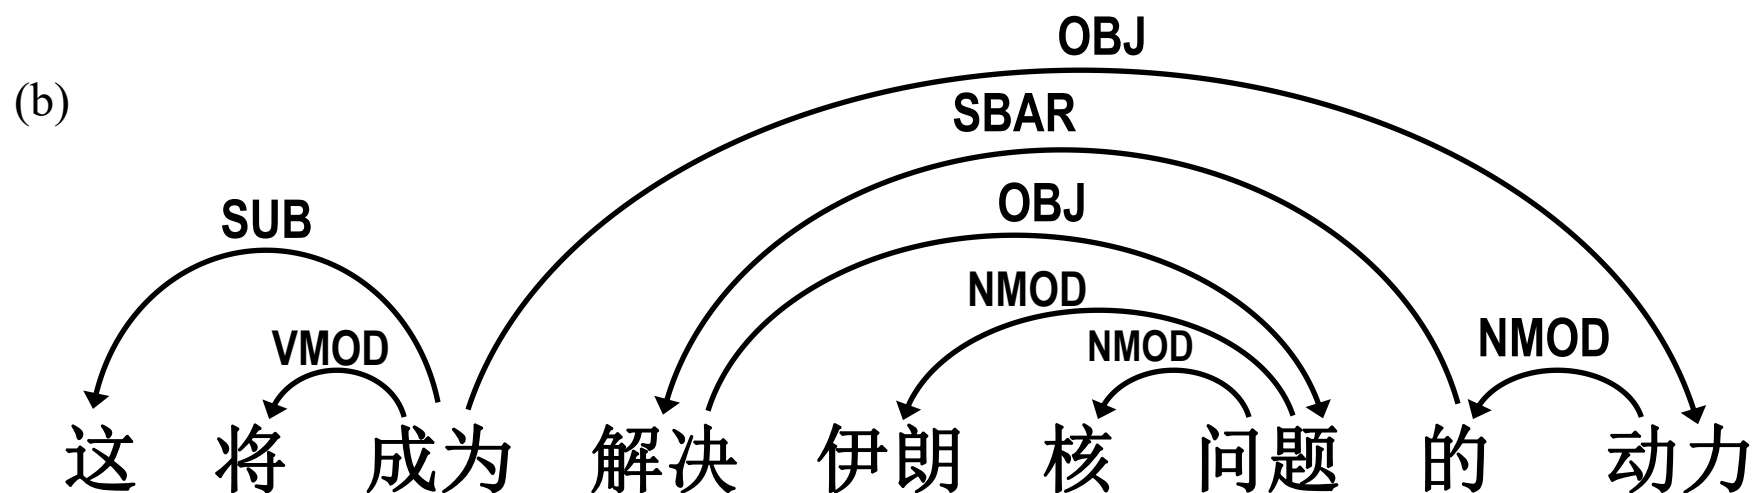 OBJ
(b)
SBAR
OBJ
SUB
NMOD
VMOD
NMOD
NMOD
这 将 成为 解决 伊朗 核 问题 的 动力